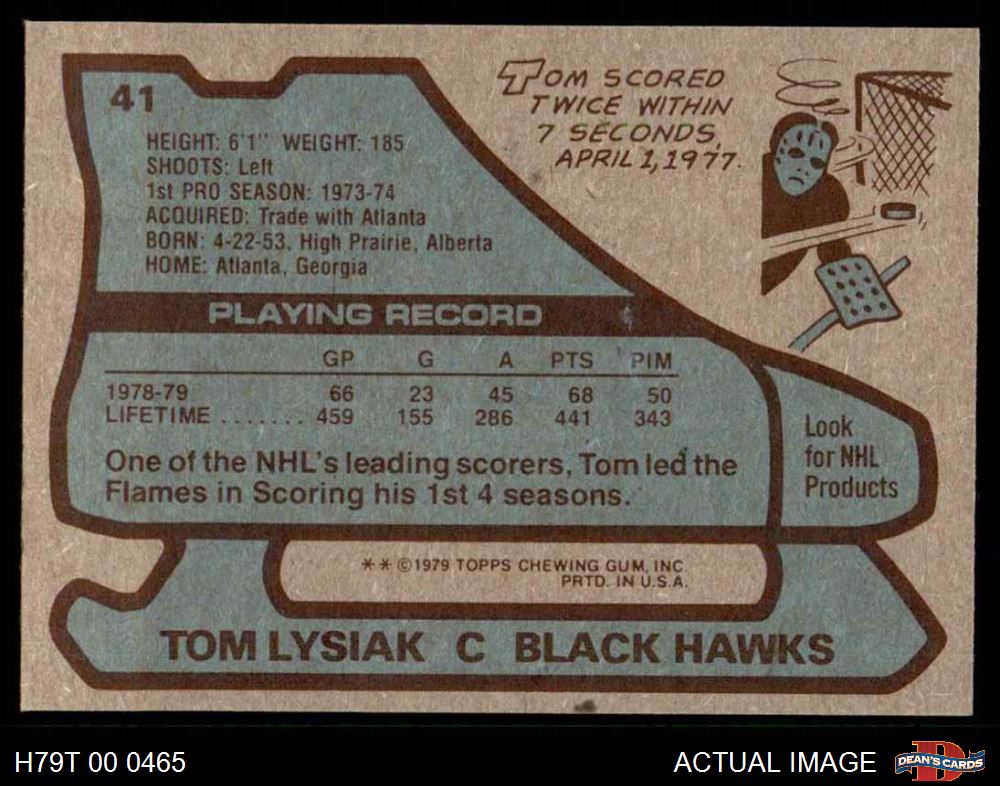 41
HEIGHT: 6'1" WEIGHT: 185
SHOOTS: Left
1st PRO SEASON: 1973-74
ACQUIRED: Trade with Atlanta
BORN: 4-22-53, High Prairie, Alberta
HOME: Atlanta, Georgia
TOM SCORED
TWICE WITHIN
7 SECONDS,
APRIL 1, 1977.
PLAYING RECORD
GP G A PTS PIM
1978-79 66 23 45 68 50
LIFETIME ....... 459 155 286 441 343
One of the NHL's leading scorers, Tom led the
Flames in Scoring his 1st 4 seasons.
Look
for NHL
Products
** ©1979 TOPPS CHEWING GUM, INC.
PRTD. IN U.S.A.
TOM LYSIAK C BLACK HAWKS
H79T 00 0465
ACTUAL IMAGE
D
DEAN'S CARDS